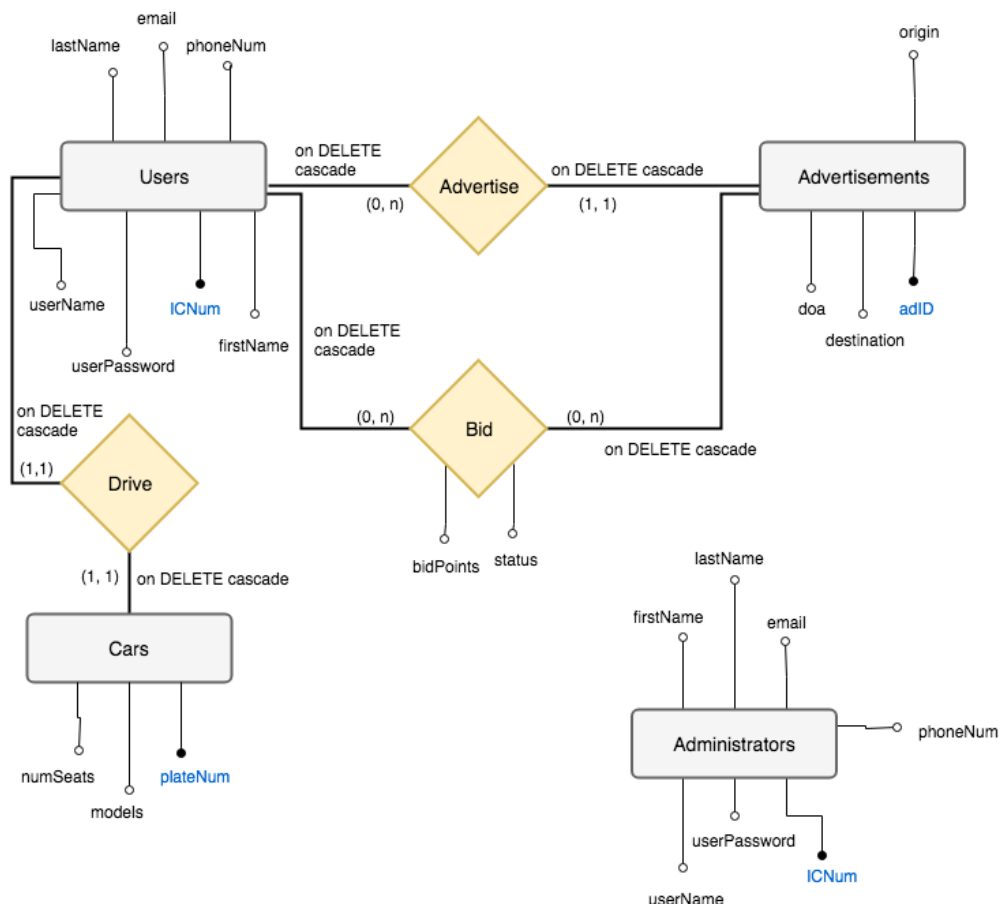 email
lastName
phoneNum
origin
on DELETE
cascade
on DELETE cascade
Users
Advertise
Advertisements
(0, n)
(1, 1)
userName
ICNum
firstName
userPassword
doa
adID
destination
on DELETE
cascade
on DELETE
cascade
(0, n)
(0, n)
Bid
on DELETE cascade
(1,1)
Drive
bidPoints
status
(1, 1)
on DELETE cascade
Cars
numSeats
plateNum
models
lastName
firstName
email
phoneNum
Administrators
userPassword
ICNum
userName